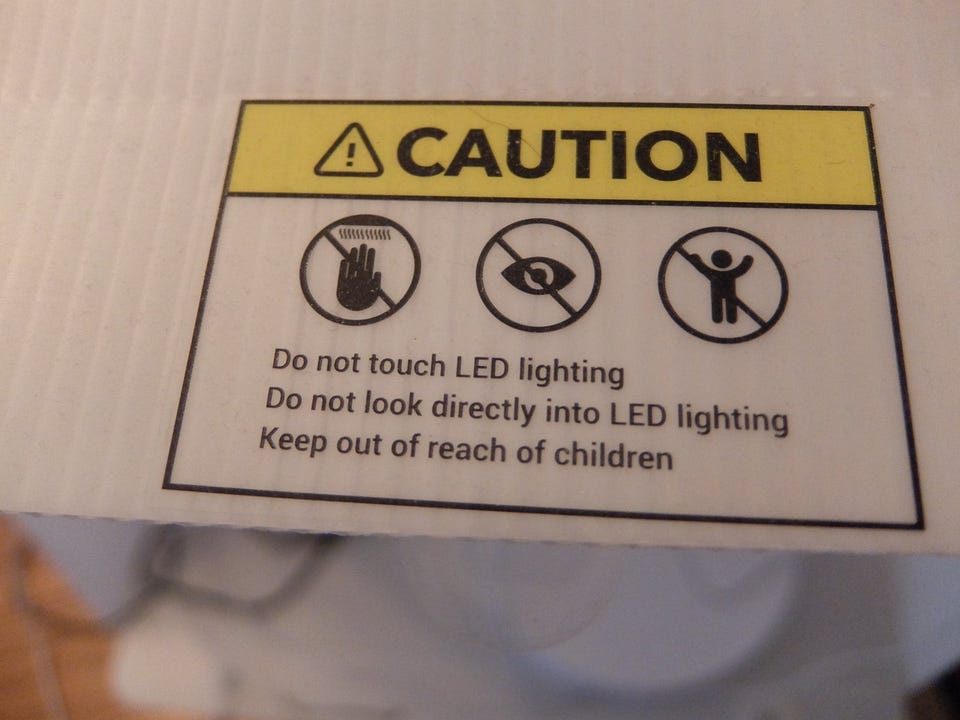 CAUTION
Do not touch LED lighting
Do not look directly into LED lighting
Keep out of reach of children